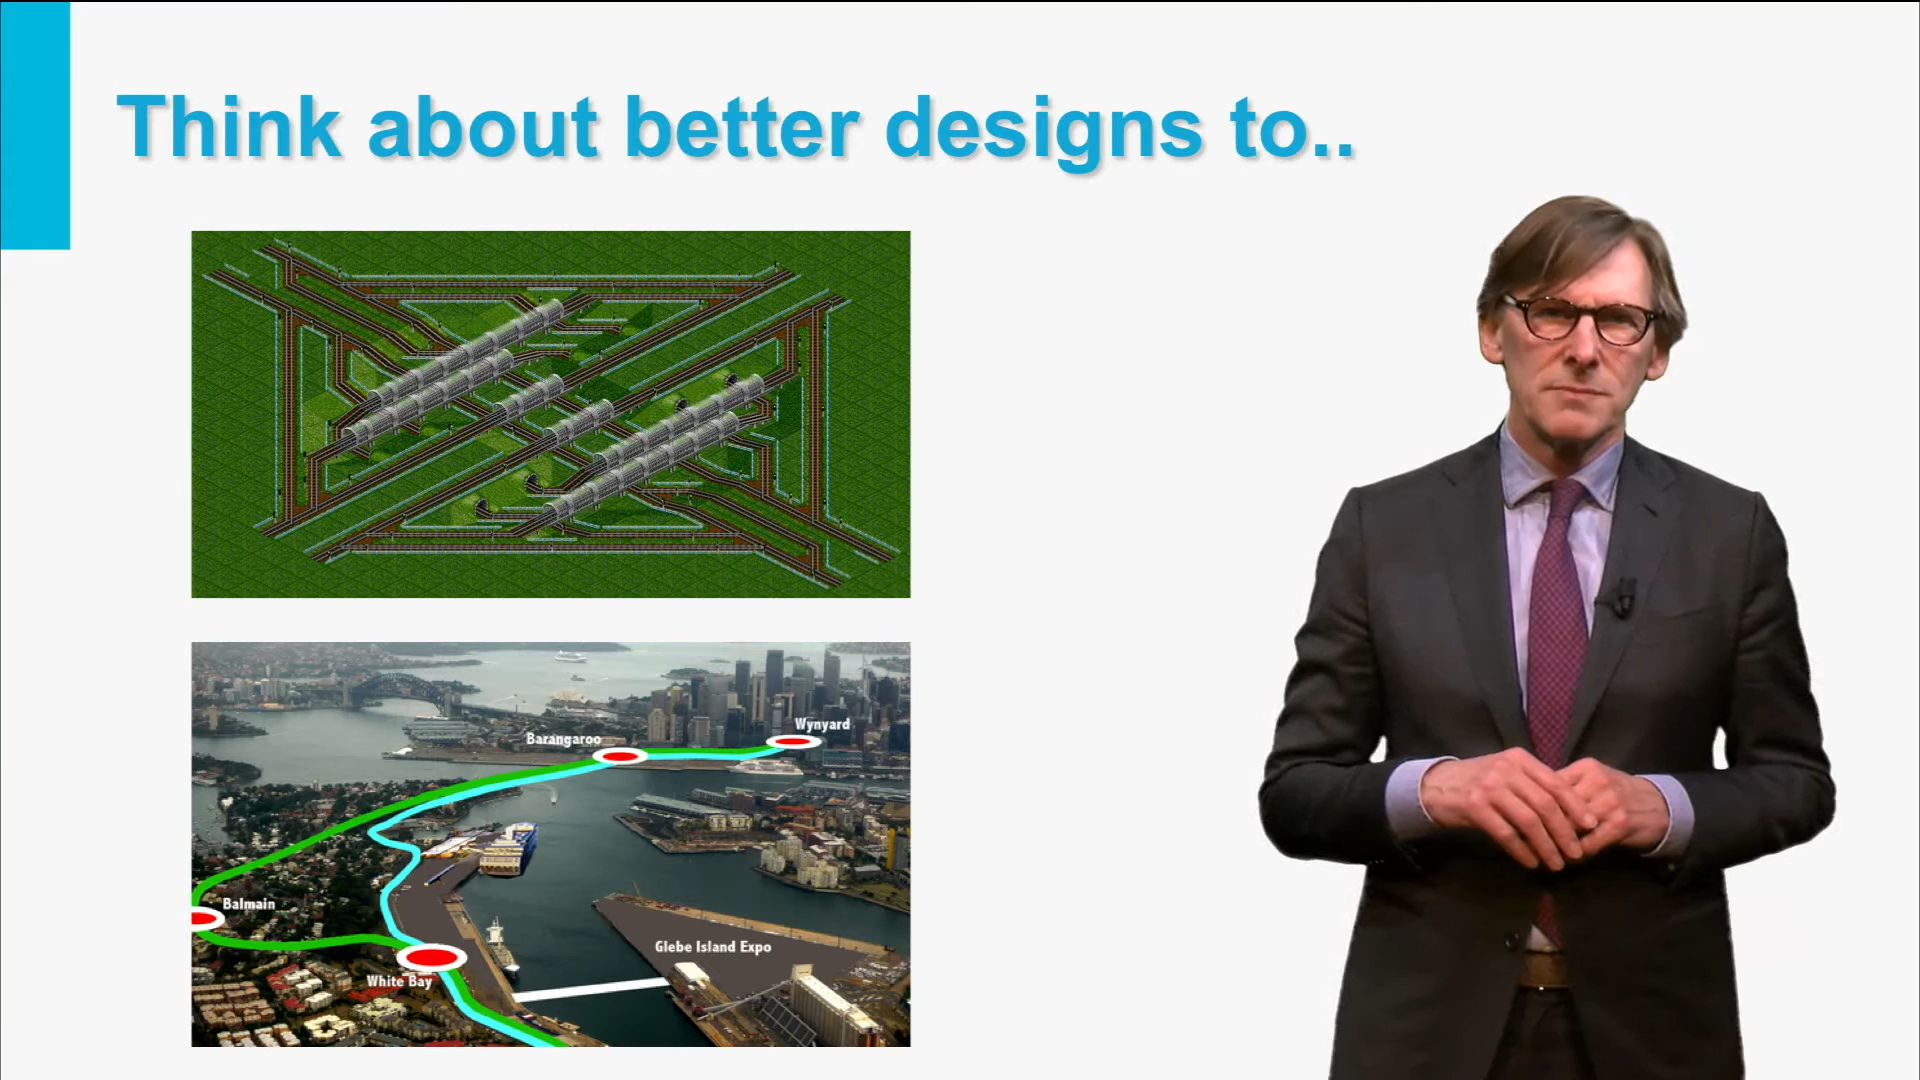 Think about better designs to..
Wynyard
Barangaroo
Balmain
Glebe Island Expo
White Bay